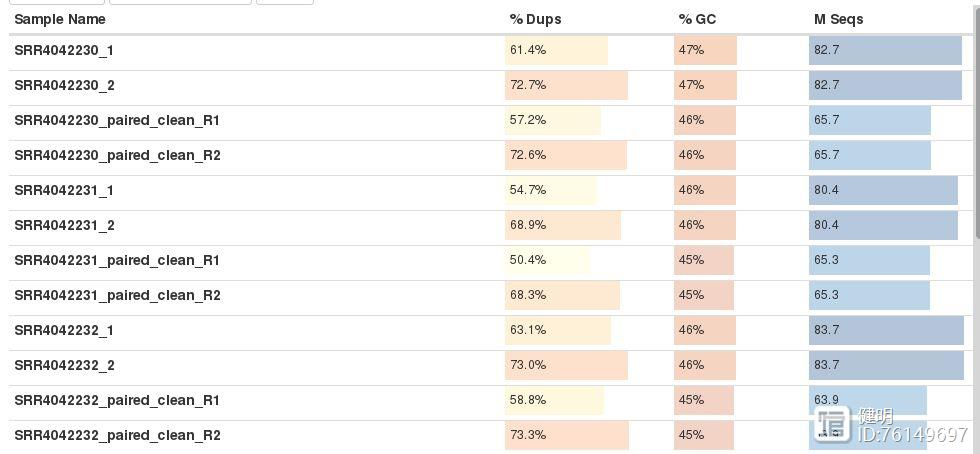 Sample Name % Dups % GC M Seqs
SRR4042230_1 61.4% 47% 82.7
SRR4042230_2 72.7% 47% 82.7
SRR4042230_paired_clean_R1 57.2% 46% 65.7
SRR4042230_paired_clean_R2 72.6% 46% 65.7
SRR4042231_1 54.7% 46% 80.4
SRR4042231_2 68.9% 46% 80.4
SRR4042231_paired_clean_R1 50.4% 45% 65.3
SRR4042231_paired_clean_R2 68.3% 45% 65.3
SRR4042232_1 63.1% 46% 83.7
SRR4042232_2 73.0% 46% 83.7
SRR4042232_paired_clean_R1 58.8% 45% 63.9
SRR4042232_paired_clean_R2 73.3% 45%
健明
ID:76149697